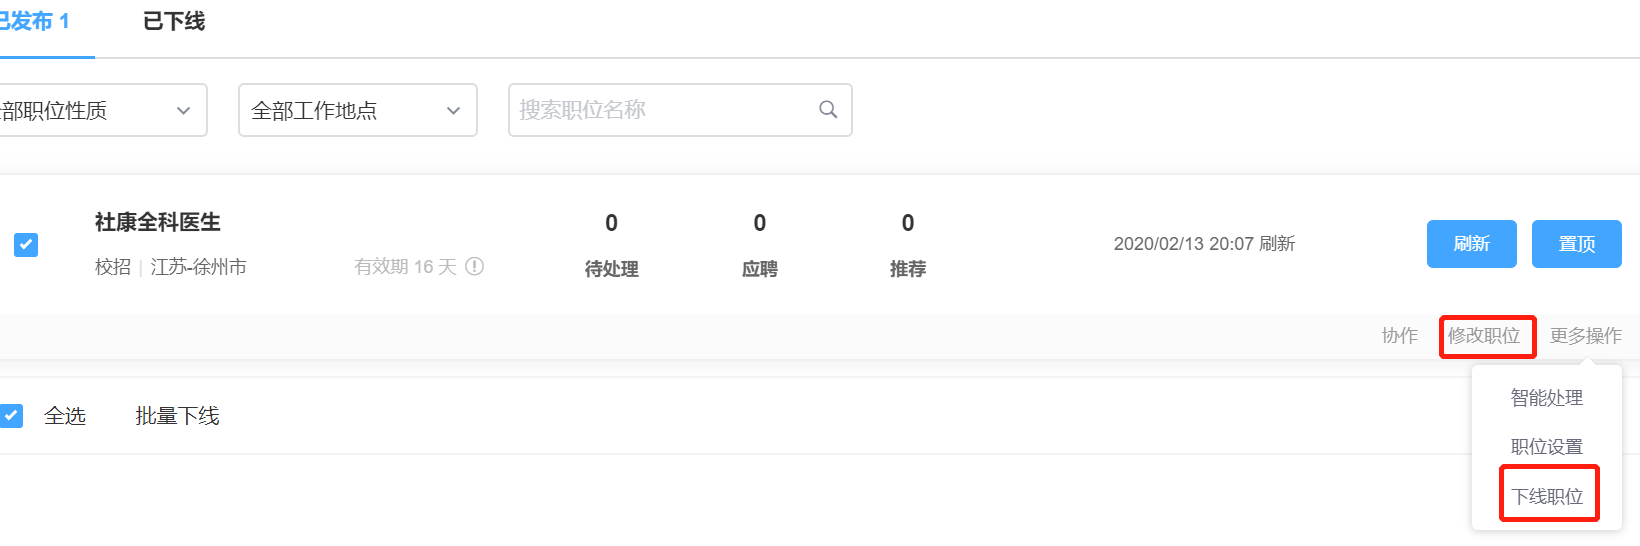 已发布 1 已下线
部职位性质 全部工作地点 搜索职位名称
社康全科医生 0 0 0
2020/02/13 20:07 刷新 刷新 置顶
校招 | 江苏-徐州市 有效期 16 天 待处理 应聘 推荐
协作 修改职位 更多操作
智能处理
全选 批量下线
职位设置
下线职位